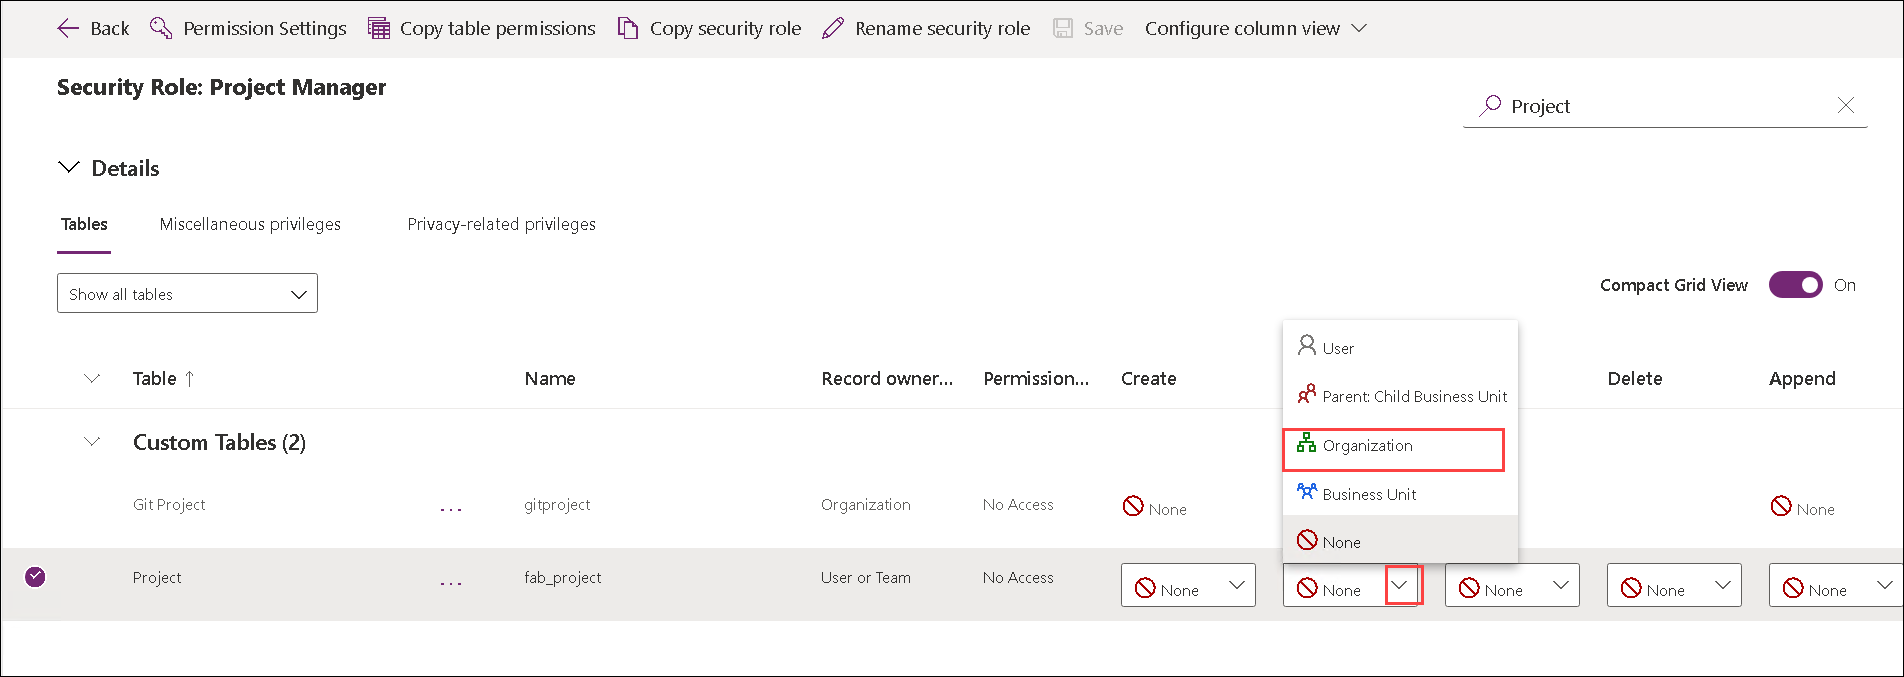 Back Permission Settings Copy table permissions Copy security role Rename security role Save Configure column view
Security Role: Project Manager
Project
Details
Tables Miscellaneous privileges Privacy-related privileges
Show all tables
Compact Grid View On
User
Parent: Child Business Unit
Organization
Business Unit
None
Table ↑ Name Record owner... Permission... Create Delete Append
Custom Tables (2)
Git Project ... gitproject Organization No Access None None
Project ... fab_project User or Team No Access None None None None None